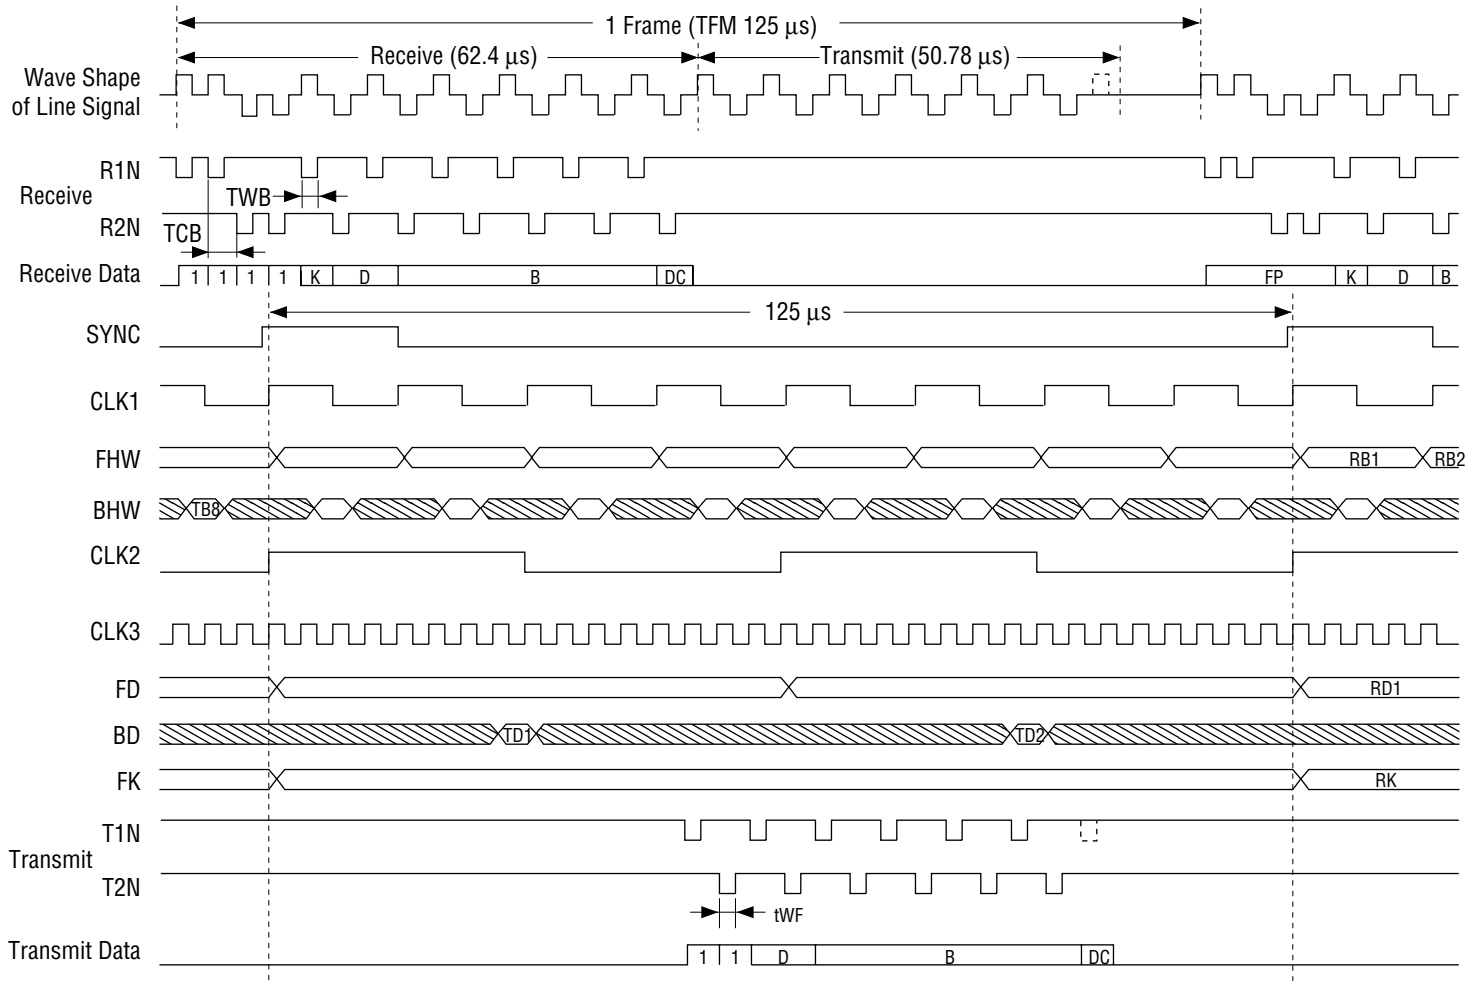 1 Frame (TFM 125 μs)
Receive (62.4 μs)
Transmit (50.78 μs)
Wave Shape
of Line Signal
R1N
Receive
TWB
R2N
TCB
Receive Data
1 1 1 1 K D B DC FP K D B
125 μs
SYNC
CLK1
FHW
RB1 RB2
BHW
TB8
CLK2
CLK3
FD
RD1
BD
TD1 TD2
FK
RK
T1N
Transmit
T2N
tWF
Transmit Data
1 1 D B DC